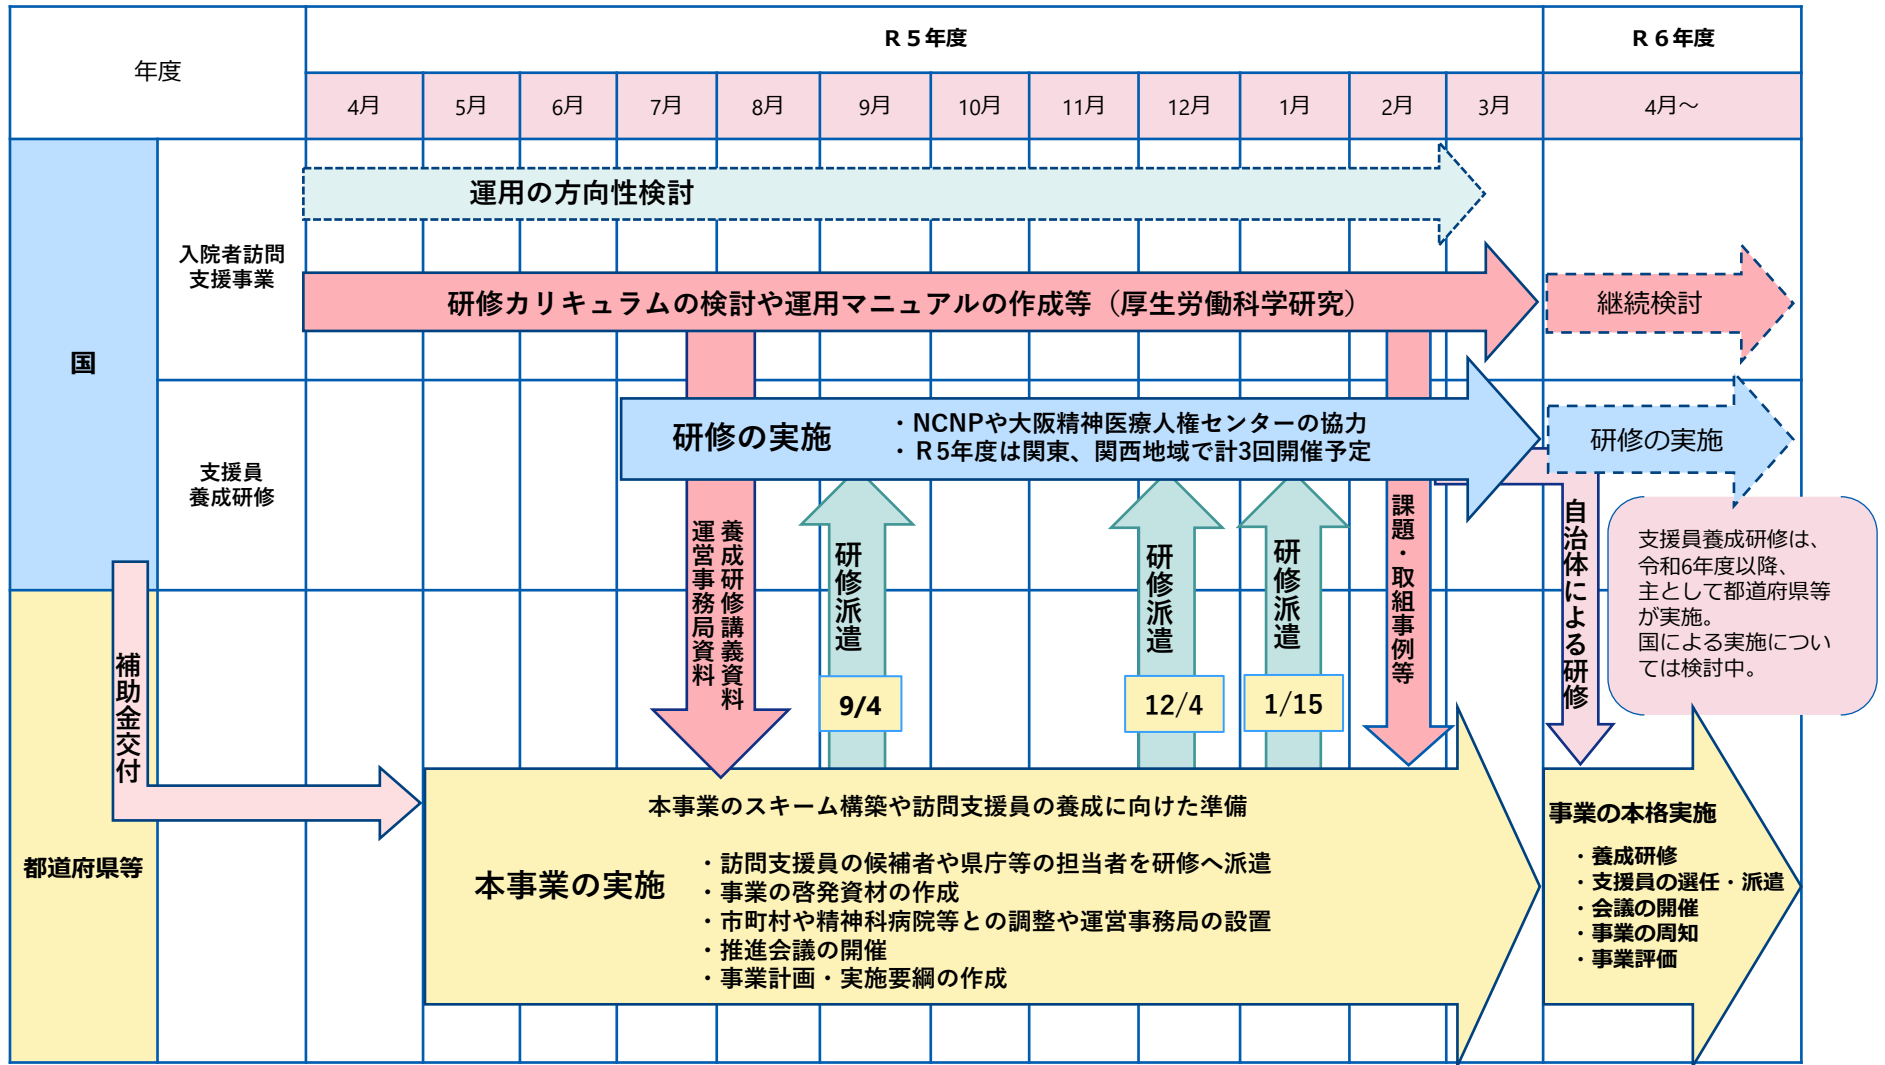 年度
R５年度
R６年度
4月
5月
6月
7月
8月
9月
10月
11月
12月
1月
2月
3月
4月～
国
入院者訪問
支援事業
運用の方向性検討
研修カリキュラムの検討や運用マニュアルの作成等（厚生労働科学研究）
継続検討
支援員
養成研修
研修の実施
・NCNPや大阪精神医療人権センターの協力
・R5年度は関東、関西地域で計3回開催予定
研修の実施
養成研修講義資料
運営事務局資料
研修派遣
9/4
研修派遣
12/4
研修派遣
1/15
課題・取組事例等
自治体による研修
支援員養成研修は、
令和6年度以降、
主として都道府県等
が実施。
国による実施につい
ては検討中。
補助金交付
都道府県等
本事業のスキーム構築や訪問支援員の養成に向けた準備
本事業の実施
・訪問支援員の候補者や県庁等の担当者を研修へ派遣
・事業の啓発資材の作成
・市町村や精神科病院等との調整や運営事務局の設置
・推進会議の開催
・事業計画・実施要綱の作成
事業の本格実施
・養成研修
・支援員の選任・派遣
・会議の開催
・事業の周知
・事業評価